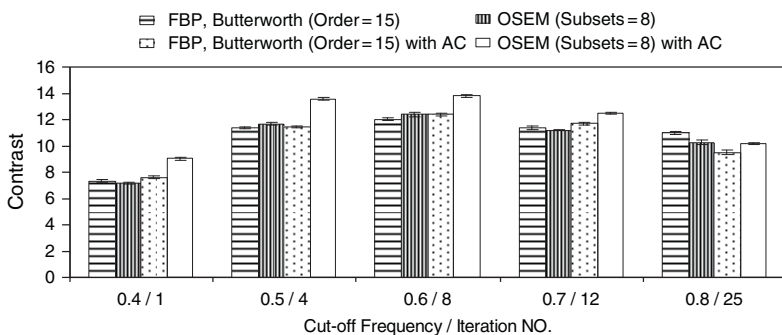 FBP, Butterworth (Order=15)
OSEM (Subsets=8)
FBP, Butterworth (Order=15) with AC
OSEM (Subsets=8) with AC
16
14
12
10
8
6
4
2
0
Contrast
0.4 / 1
0.5 / 4
0.6 / 8
0.7 / 12
0.8 / 25
Cut-off Frequency / Iteration NO.